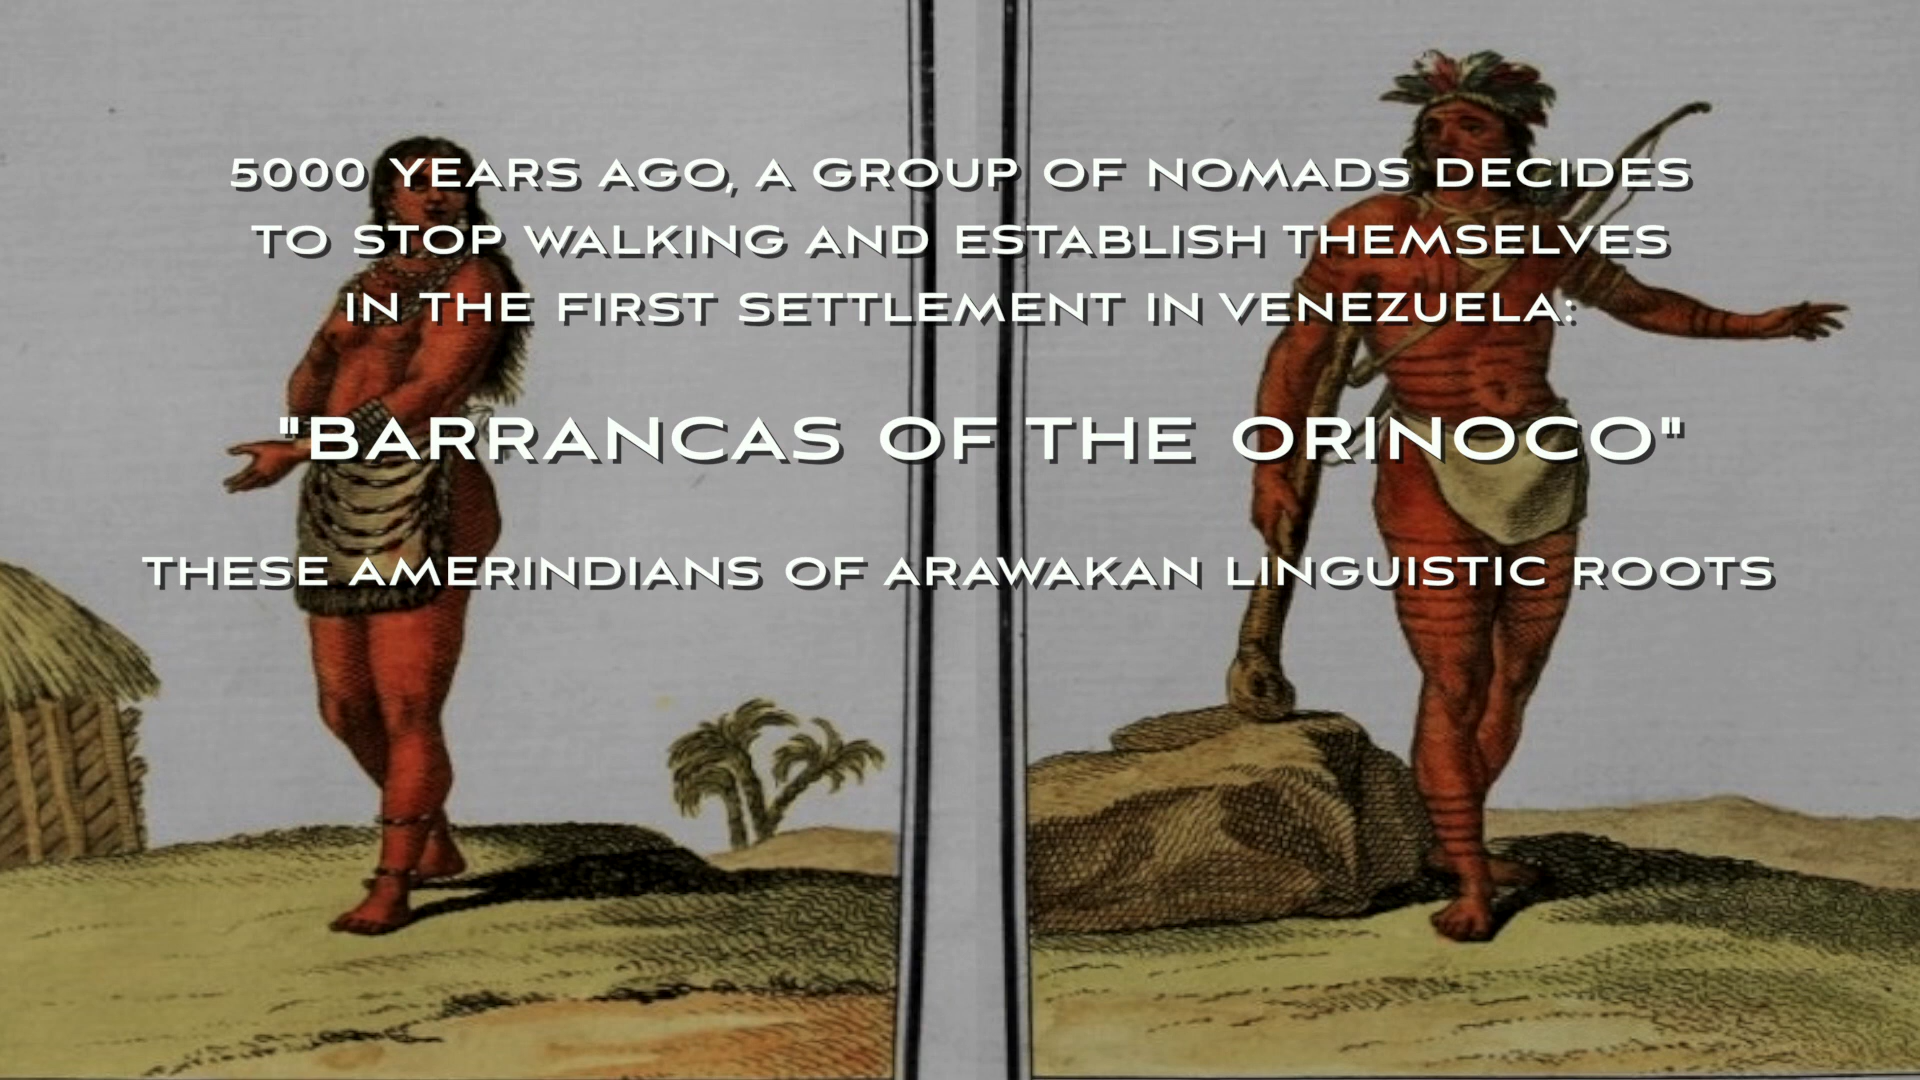 5000 YEARS AGO, A GROUP OF NOMADS DECIDES
TO STOP WALKING AND ESTABLISH THEMSELVES
IN THE FIRST SETTLEMENT IN VENEZUELA:
"BARRANCAS OF THE ORINOCO"
THESE AMERINDIANS OF ARAWAKAN LINGUISTIC ROOTS